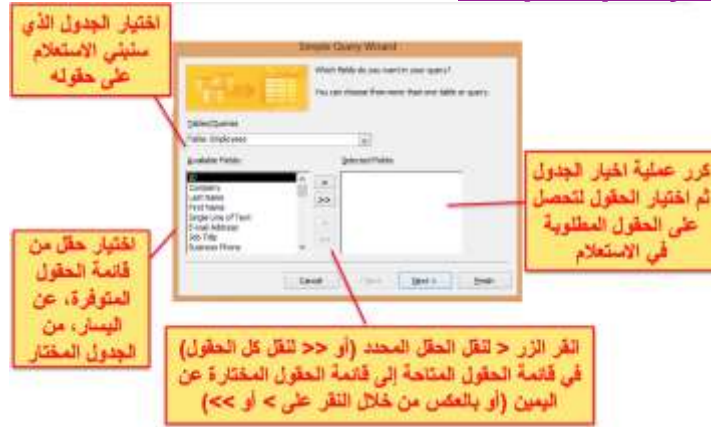 اختيار الجدول الذي
سنبني الاستعلام
على حقوله
Simple Query Wizard
Which fields do you want in your query?
You can choose from more than one table or query.
Tables/Queries
Table: Employees
Available Fields:
Selected Fields:
ID
Company
Last Name
First Name
Single Line of Text
E-mail Address
Job Title
Business Phone
>
>>
<
<<
Cancel
< Back
Next >
Finish
كرر عملية اخيار الجدول
ثم اختيار الحقول لتحصل
على الحقول المطلوبة
في الاستعلام
اختيار حقل من
قائمة الحقول
المتوفرة، عن
اليسار، من
الجدول المختار
انقر الزر < لنقل الحقل المحدد (أو << لنقل كل الحقول)
في قائمة الحقول المتاحة إلى قائمة الحقول المختارة عن
اليمين (أو بالعكس من خلال النقر على > أو >>)